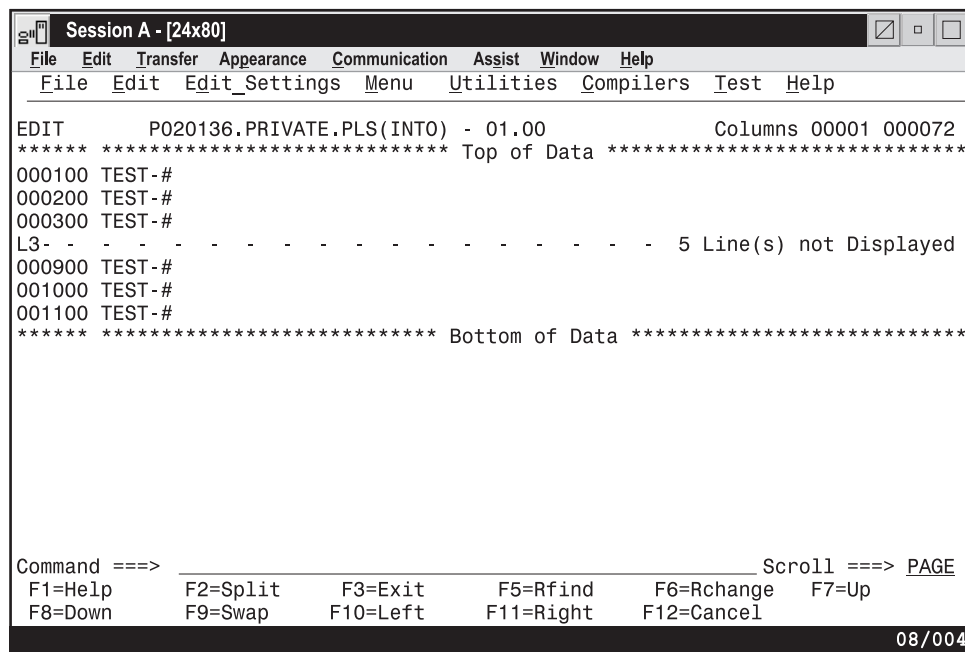 Session A - [24x80]
File Edit Transfer Appearance Communication Assist Window Help
File Edit Edit_Settings Menu Utilities Compilers Test Help
EDIT PO20136.PRIVATE.PLS(INTO) - 01.00 Columns 00001 000072
****** ***************************** Top of Data ******************************
000100 TEST-#
000200 TEST-#
000300 TEST-#
L3- - - - - - - - - - - - - - - - - - 5 Line(s) not Displayed
000900 TEST-#
001000 TEST-#
001100 TEST-#
****** **************************** Bottom of Data ****************************
Command ===> Scroll ===> PAGE
F1=Help F2=Split F3=Exit F5=Rfind F6=Rchange F7=Up
F8=Down F9=Swap F10=Left F11=Right F12=Cancel
08/004